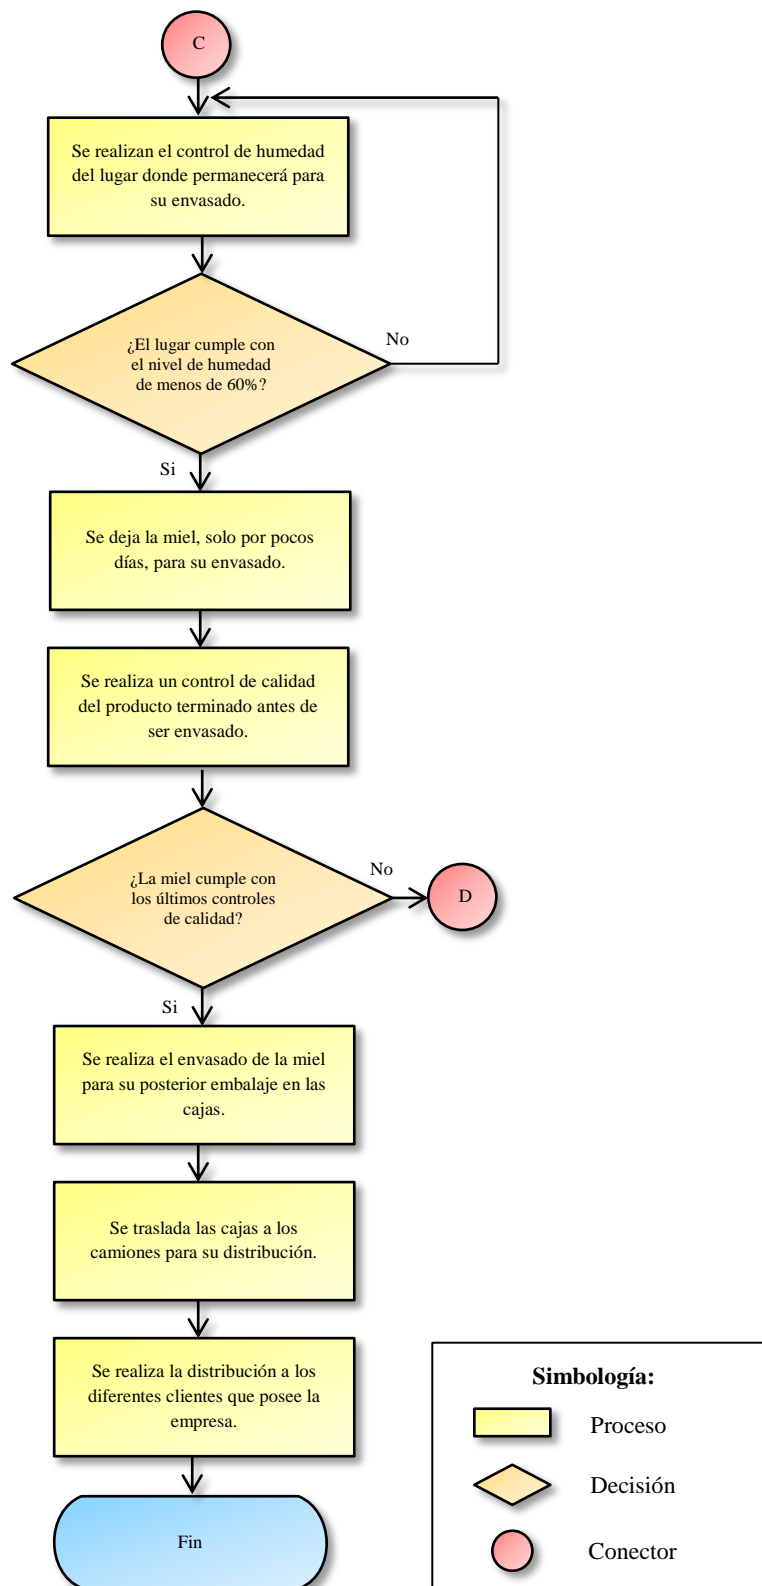 C
Se realizan el control de humedad
del lugar donde permanecerá para
su envasado.
¿El lugar cumple con
el nivel de humedad
de menos de 60%?
No
Si
Se deja la miel, solo por pocos
días, para su envasado.
Se realiza un control de calidad
del producto terminado antes de
ser envasado.
¿La miel cumple con
los últimos controles
de calidad?
No
D
Si
Se realiza el envasado de la miel
para su posterior embalaje en las
cajas.
Se traslada las cajas a los
camiones para su distribución.
Se realiza la distribución a los
diferentes clientes que posee la
empresa.
Fin
Simbología:
Proceso
Decisión
Conector